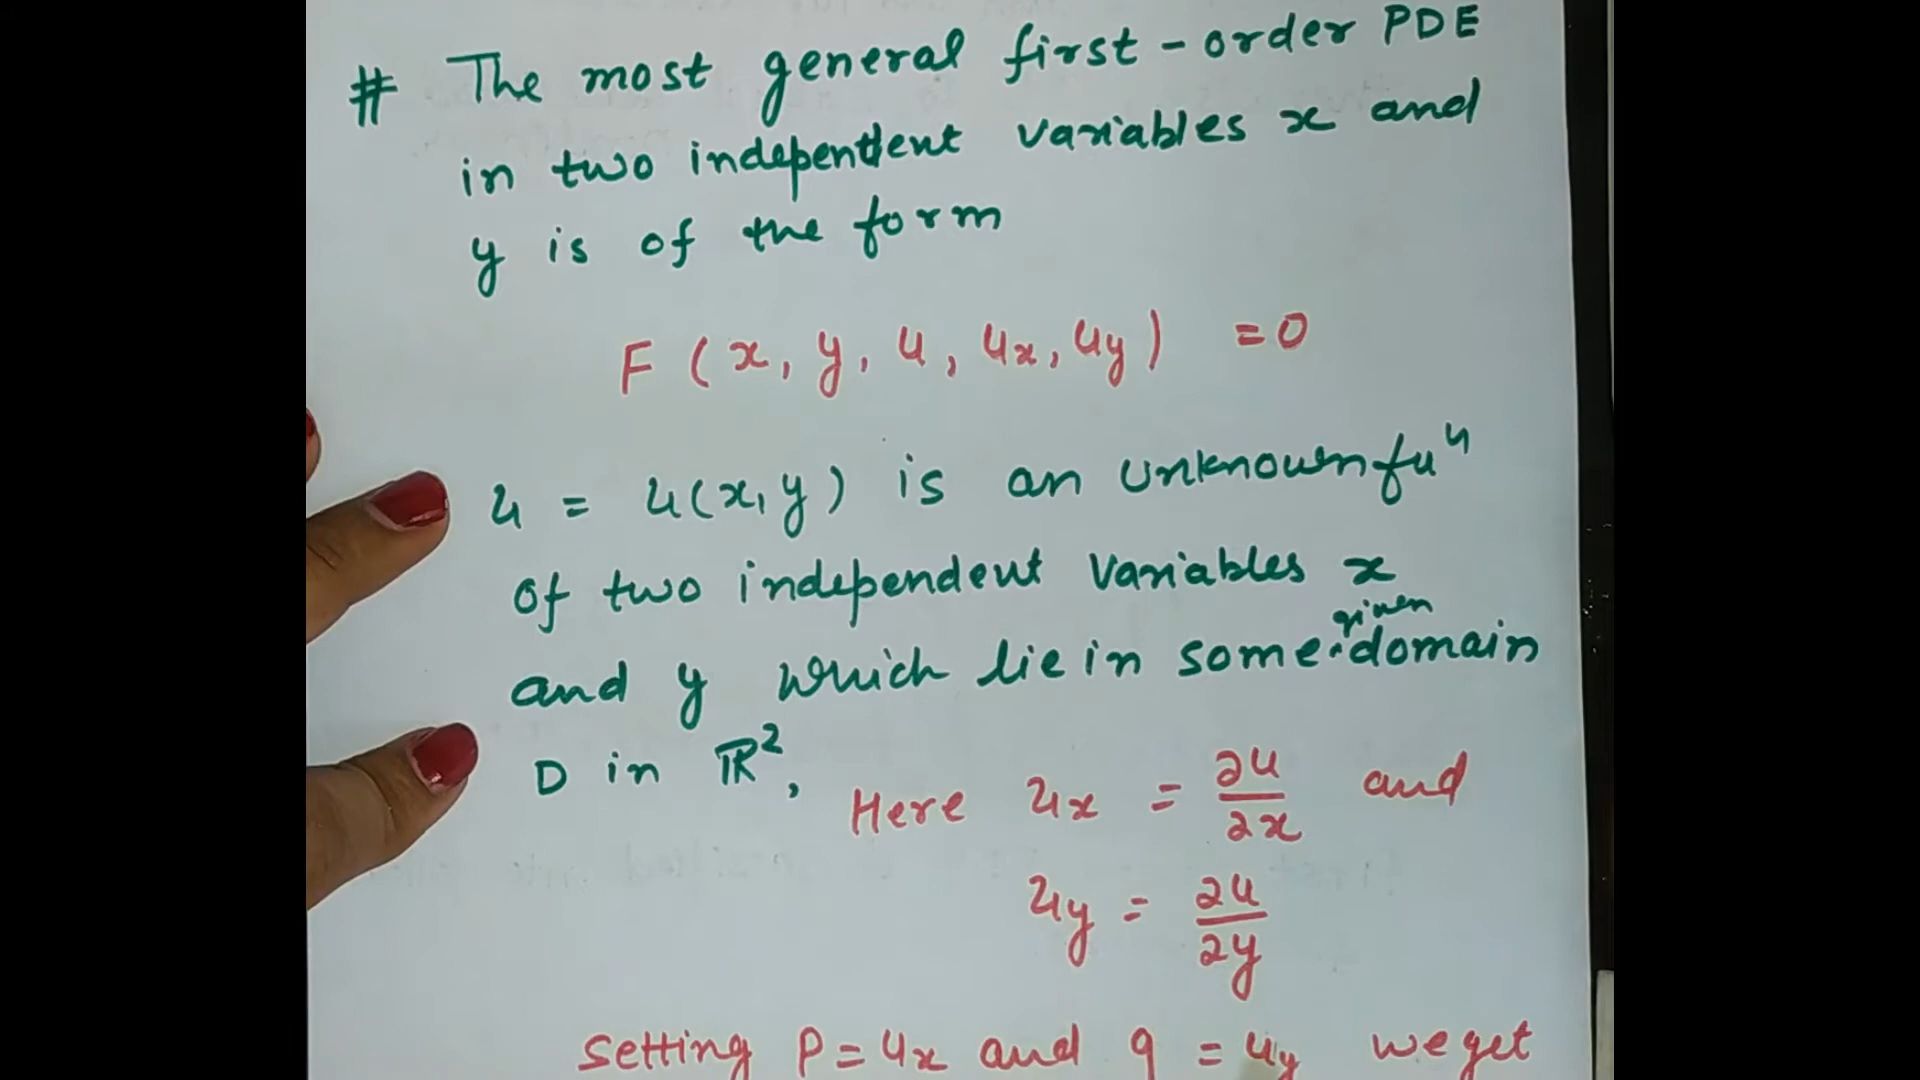 # The most general first-order PDE
in two independent variables x and
y is of the form
F (x, y, u, ux, uy) = 0
u = u(x, y) is an unknown fuⁿ
of two independent variables x
and y which lie in some given domain
D in ℝ²,
Here ux = ∂u/∂x and
uy = ∂u/∂y
Setting p = ux and q = uy we get